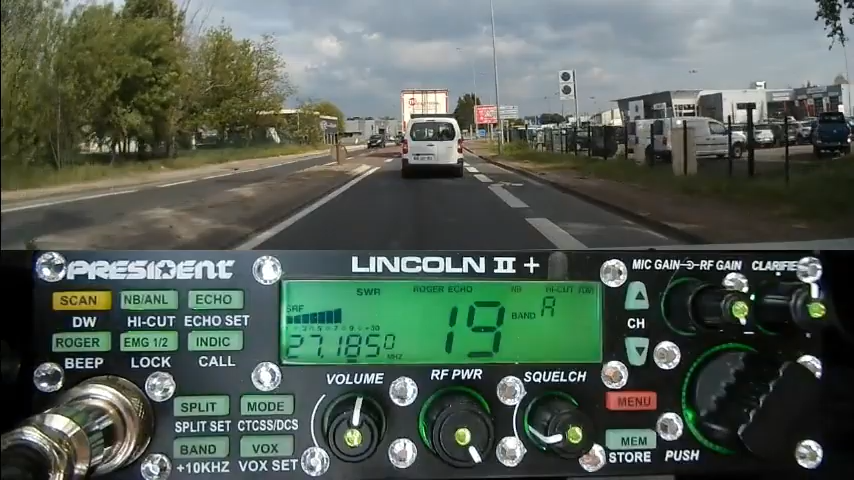 PRESIDENT
LINCOLN II +
MIC GAIN RF GAIN CLARIFIER
SCAN NB/ANL ECHO
DW HI-CUT ECHO SET
ROGER EMG 1/2 INDIC
BEEP LOCK CALL
SPLIT MODE
SPLIT SET CTCSS/DCS
BAND VOX
+10KHZ VOX SET
SWR ROGER ECHO NB HI-CUT
SRF
27.1850 MHZ
19
BAND A
CH
VOLUME RF PWR SQUELCH
MENU
MEM
STORE PUSH